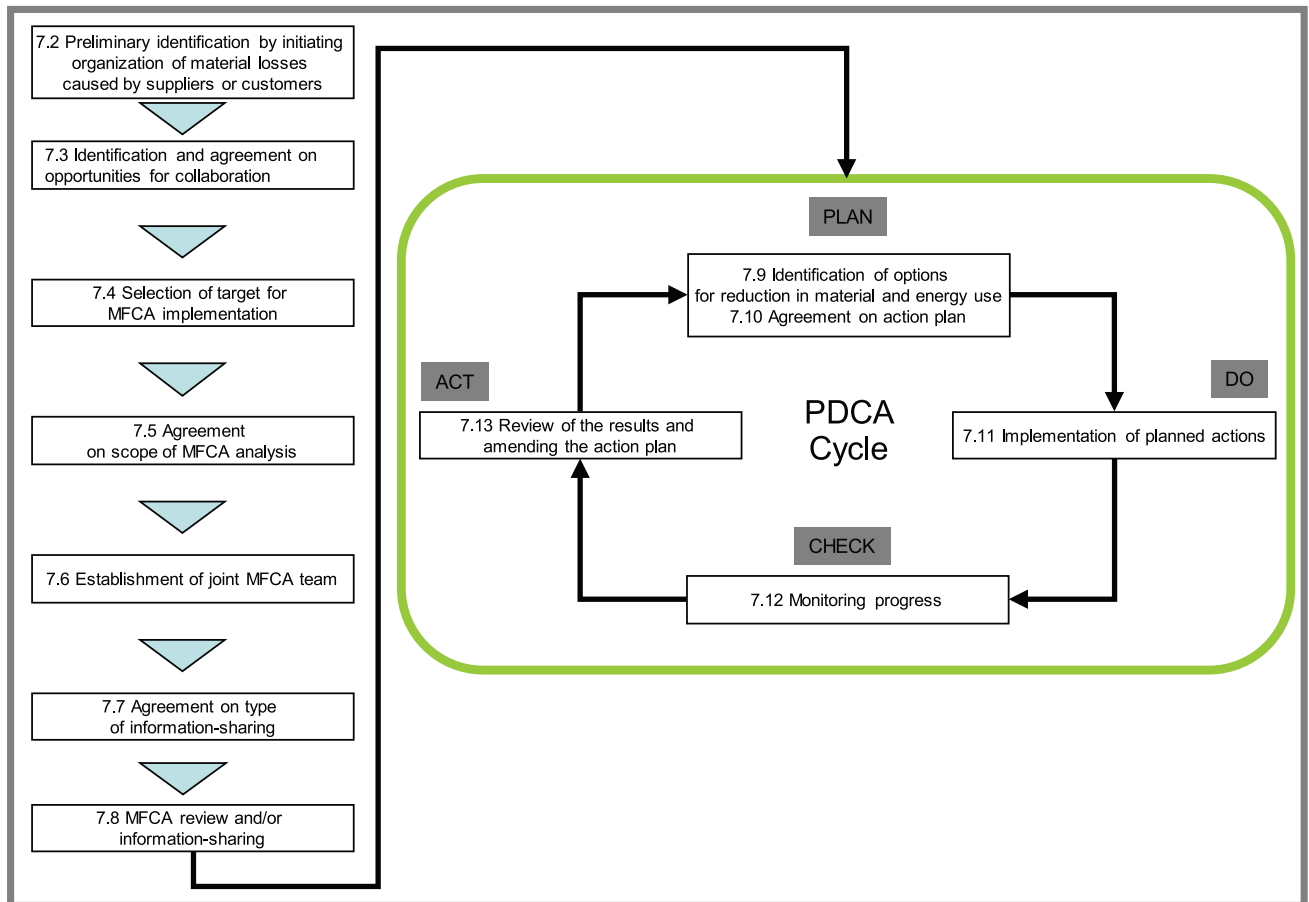 7.2 Preliminary identification by initiating
organization of material losses
caused by suppliers or customers
7.3 Identification and agreement on
opportunities for collaboration
7.4 Selection of target for
MFCA implementation
7.5 Agreement
on scope of MFCA analysis
7.6 Establishment of joint MFCA team
7.7 Agreement on type
of information-sharing
7.8 MFCA review and/or
information-sharing
PLAN
7.9 Identification of options
for reduction in material and energy use
7.10 Agreement on action plan
DO
7.11 Implementation of planned actions
CHECK
7.12 Monitoring progress
ACT
7.13 Review of the results and
amending the action plan
PDCA
Cycle